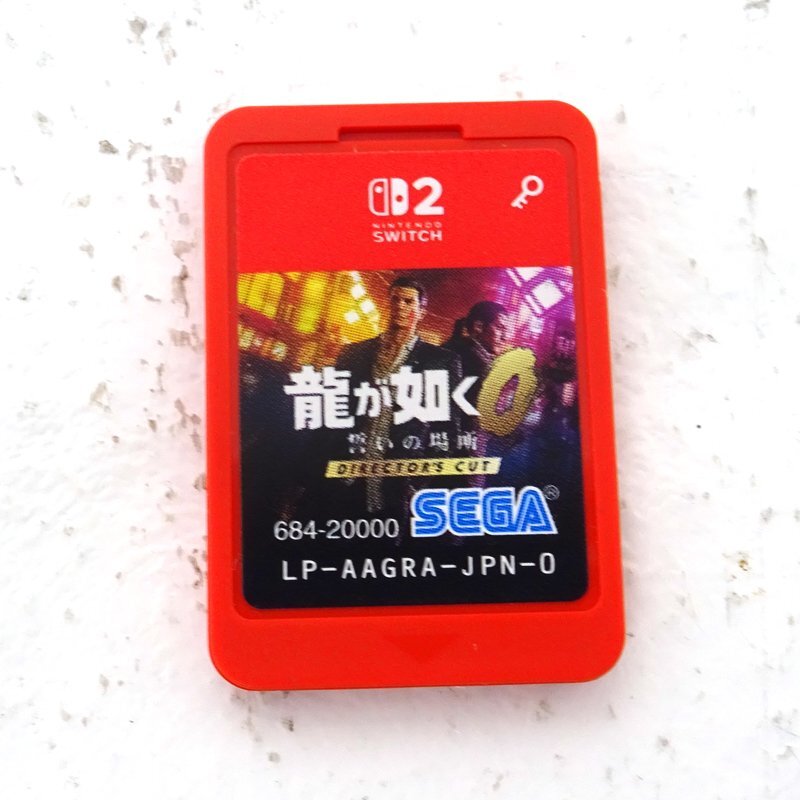 2
NINTENDO
SWITCH
龍が如く0
誓いの場所
DIRECTOR'S CUT
684-20000 SEGA®
LP-AAGRA-JPN-0